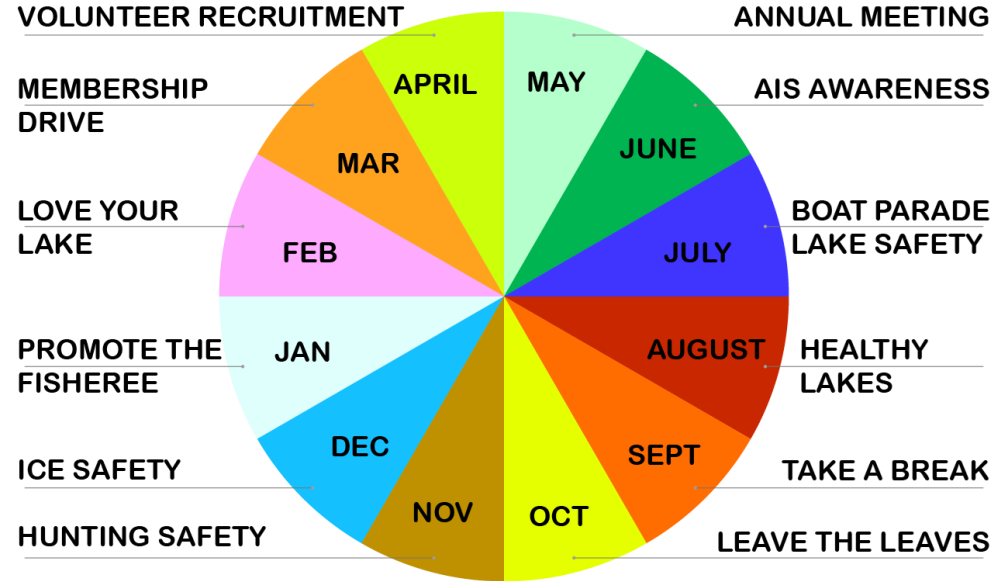 VOLUNTEER RECRUITMENT
ANNUAL MEETING
APRIL
MAY
MEMBERSHIP
DRIVE
AIS AWARENESS
MAR
JUNE
LOVE YOUR
LAKE
BOAT PARADE
LAKE SAFETY
FEB
JULY
PROMOTE THE
FISHEREE
JAN
AUGUST
HEALTHY
LAKES
DEC
SEPT
ICE SAFETY
TAKE A BREAK
NOV
OCT
HUNTING SAFETY
LEAVE THE LEAVES